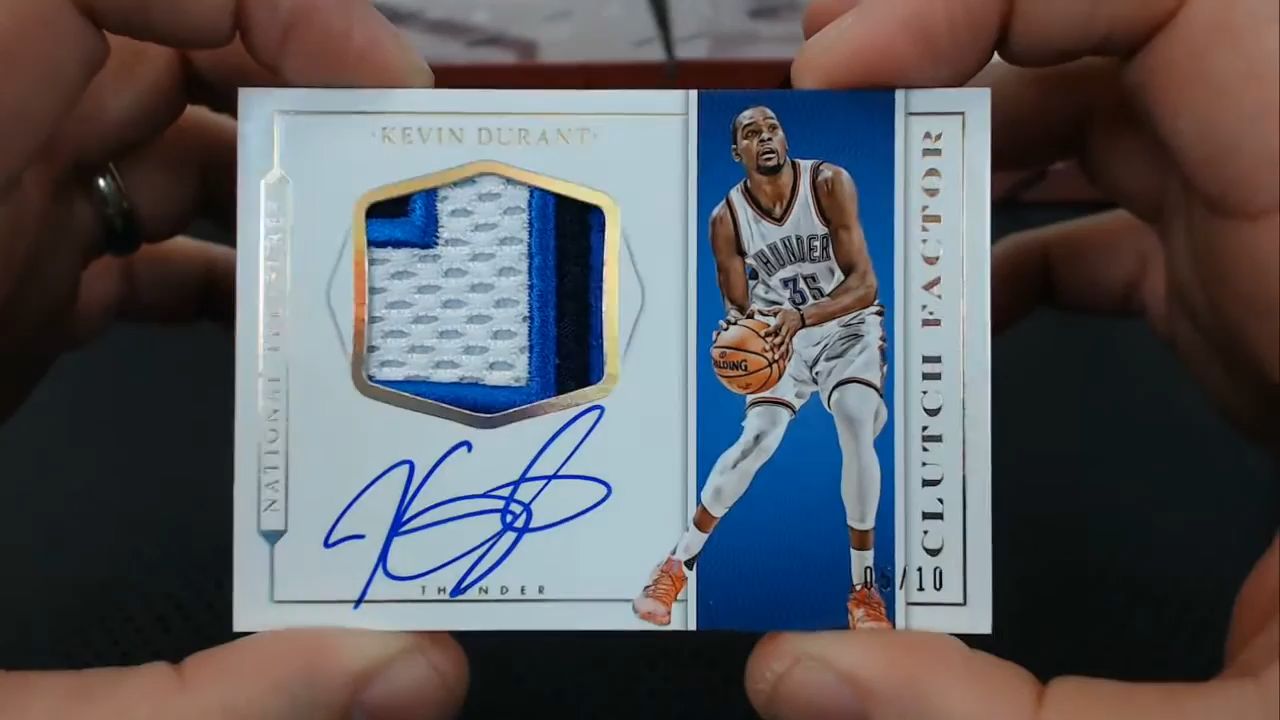 KEVIN DURANT
NATIONAL TREASURES
THUNDER
35
SPALDING
THUNDER
CLUTCH FACTOR
05/10